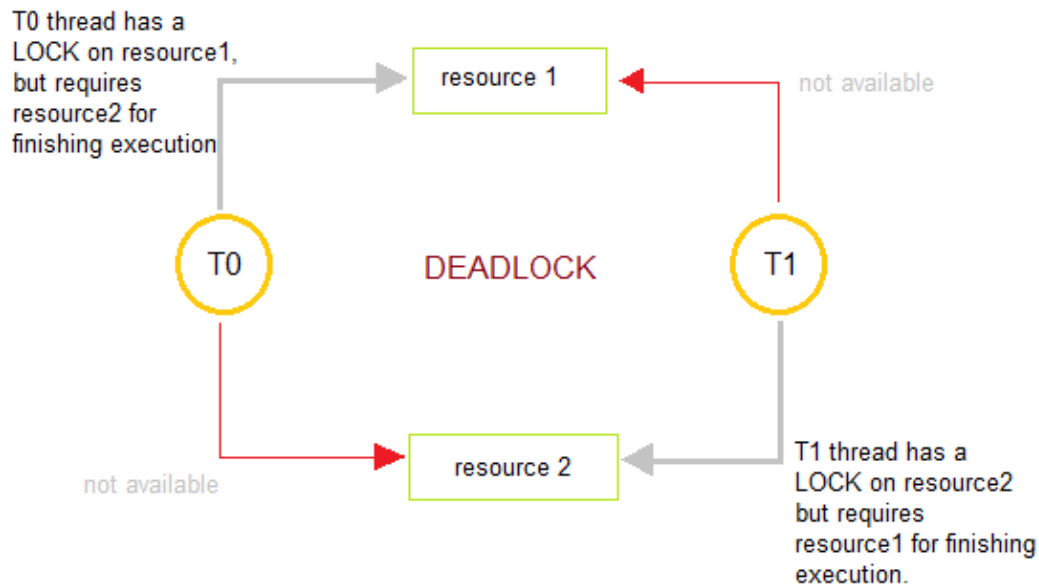 T0 thread has a
LOCK on resource1,
but requires
resource2 for
finishing execution
resource 1
not available
T0
DEADLOCK
T1
not available
resource 2
T1 thread has a
LOCK on resource2
but requires
resource1 for finishing
execution.